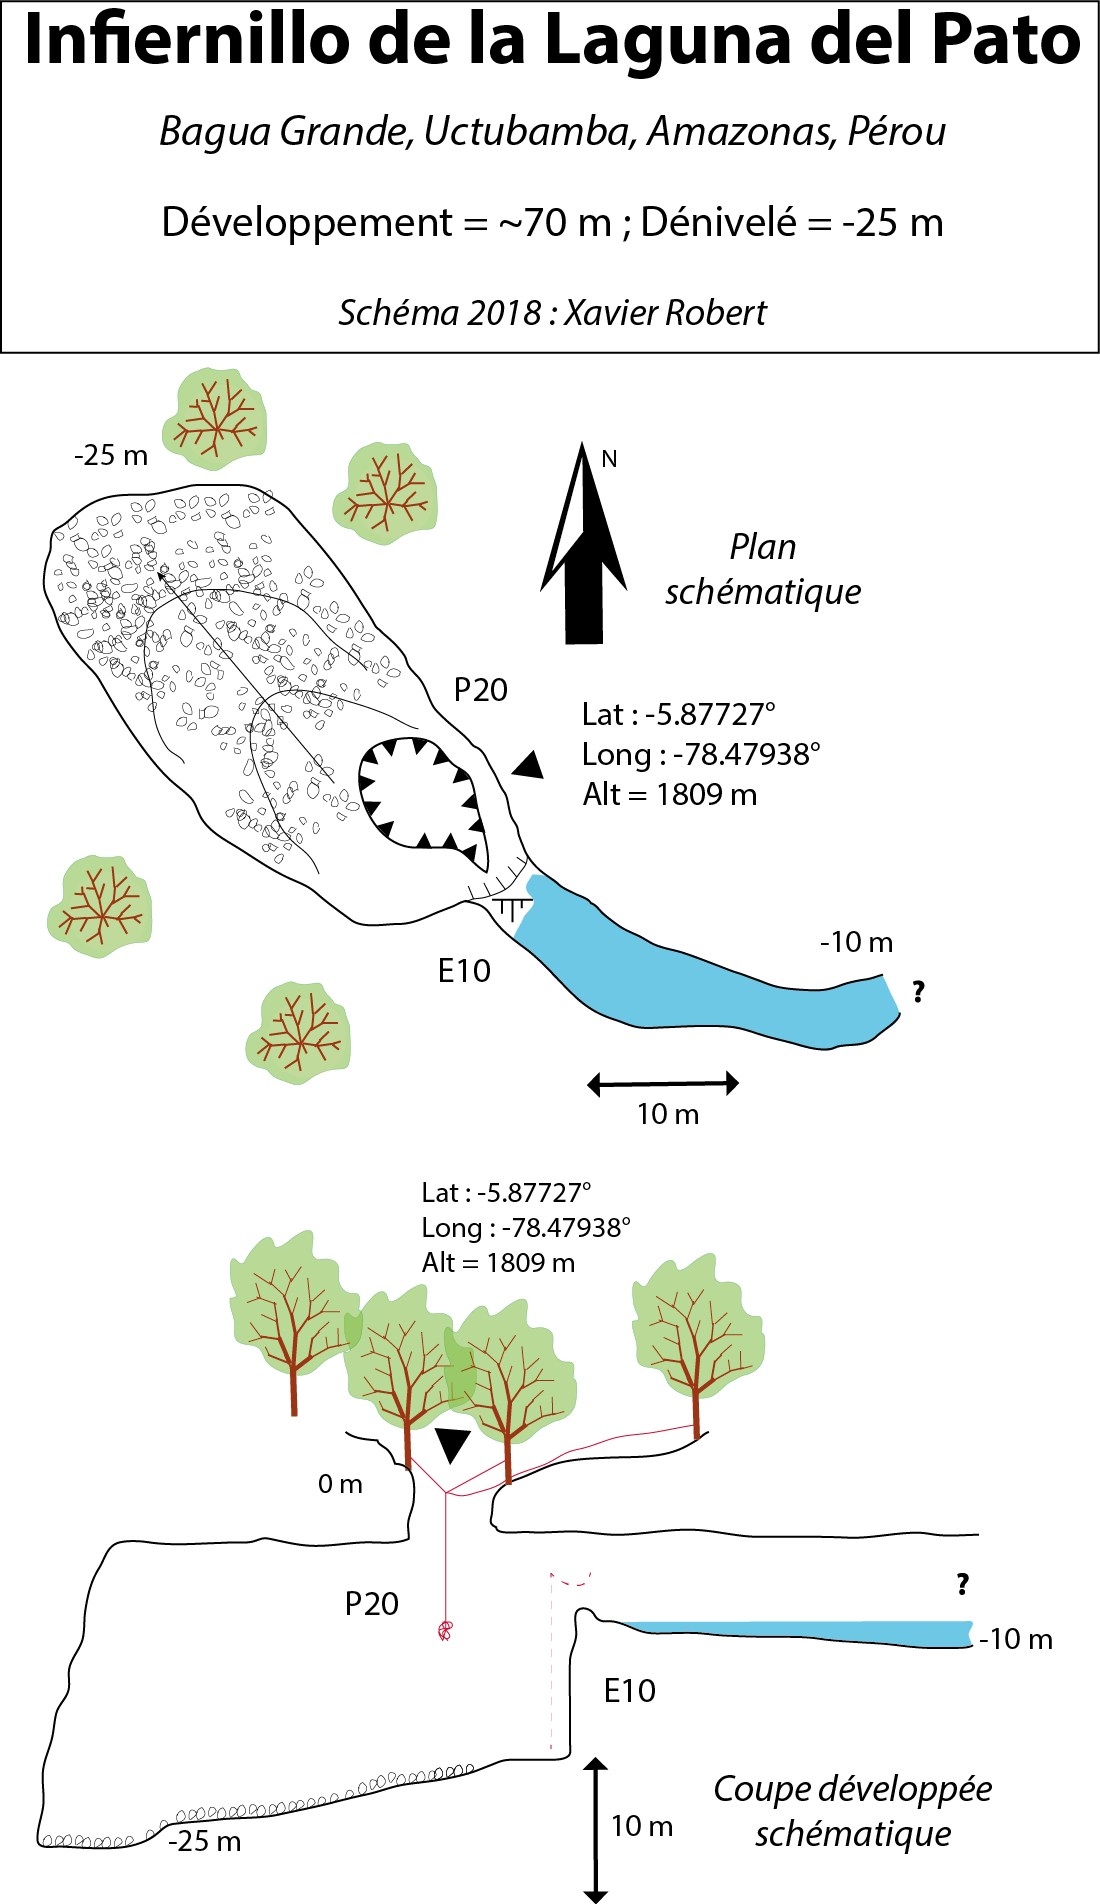 Infiernillo de la Laguna del Pato
Bagua Grande, Uctubamba, Amazonas, Pérou
Développement = ~70 m ; Dénivelé = -25 m
Schéma 2018 : Xavier Robert
-25 m
N
Plan
schématique
P20
Lat : -5.87727°
Long : -78.47938°
Alt = 1809 m
-10 m
E10
?
10 m
Lat : -5.87727°
Long : -78.47938°
Alt = 1809 m
0 m
P20
?
-10 m
E10
Coupe développée
schématique
10 m
-25 m